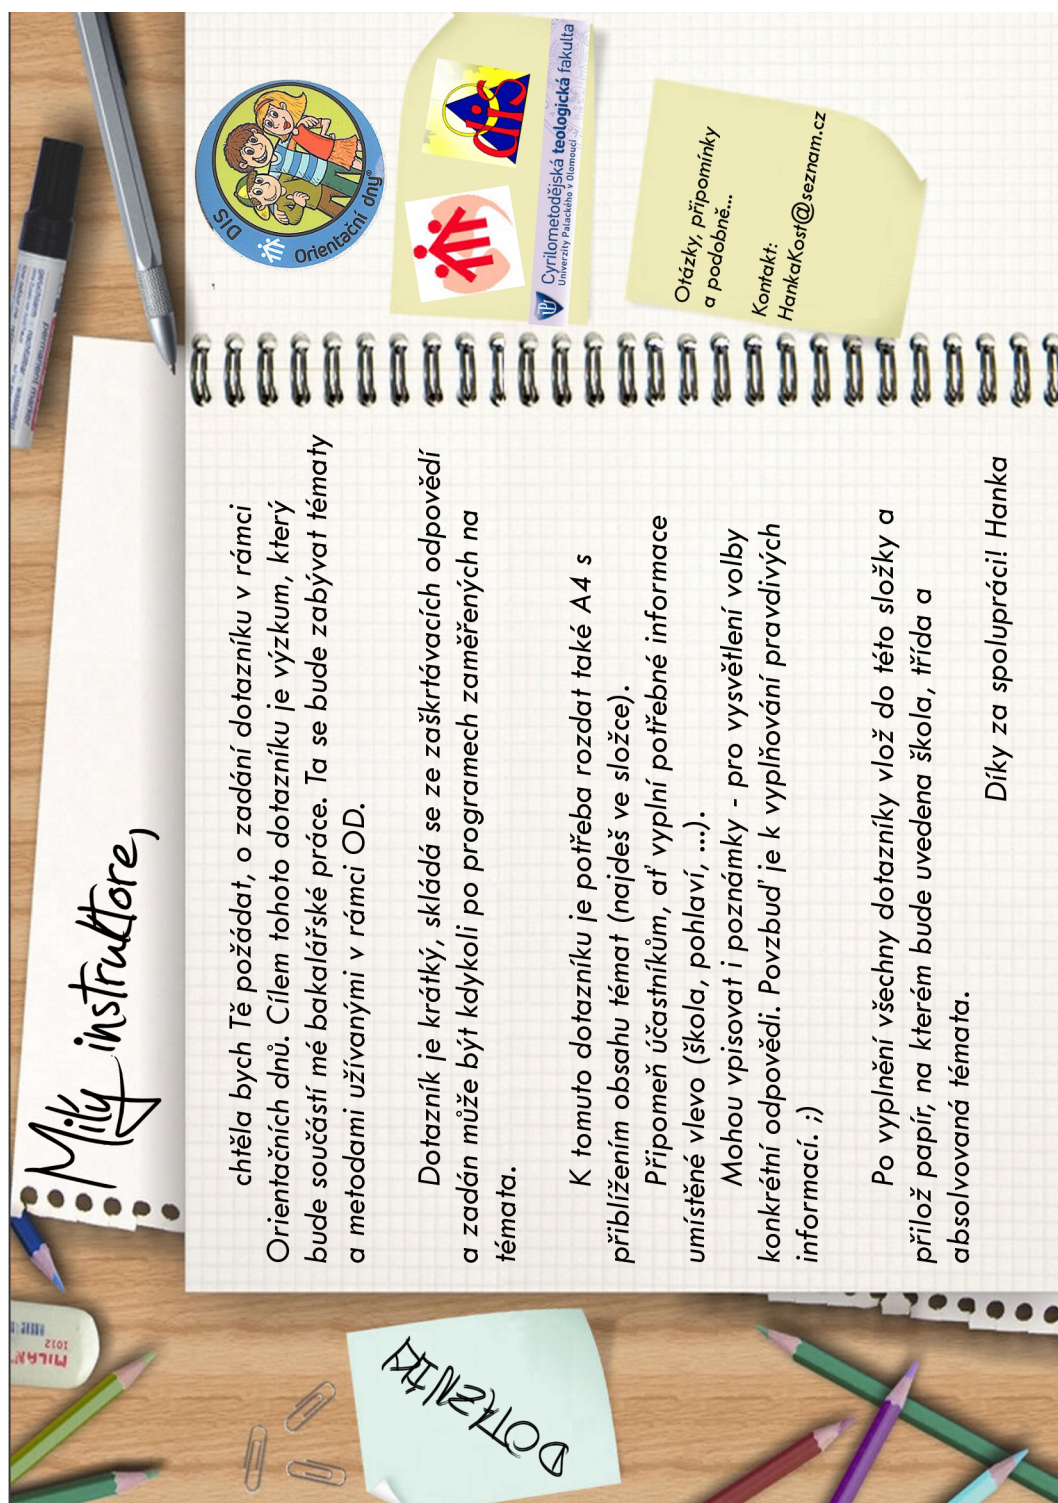 Milý instruktore,
chtěla bych Tě požádat, o zadání dotazníku v rámci
Orientačních dnů. Cílem tohoto dotazníku je výzkum, který
bude součástí mé bakalářské práce. Ta se bude zabývat tématy
a metodami užívanými v rámci OD.
Dotazník je krátký, skládá se ze zaškrtávacích odpovědí
a zadán může být kdykoli po programech zaměřených na
témata.
K tomuto dotazníku je potřeba rozdat také A4 s
přiblížením obsahu témat (najdeš ve složce).
Připomeň účastníkům, ať vyplní potřebné informace
umístěné vlevo (škola, pohlaví, ...).
Mohou vpisovat i poznámky - pro vysvětlení volby
konkrétní odpovědi. Povzbuď je k vyplňování pravdivých
informací. ;)
Po vyplnění všechny dotazníky vlož do této složky a
přilož papír, na kterém bude uvedena škola, třída a
absolvovaná témata.
Díky za spolupráci! Hanka
DIS
Orientační dny®
Cyrilometodějská teologická fakulta
Univerzity Palackého v Olomouci
Otázky, připomínky
a podobně...
Kontakt:
HankaKost@seznam.cz
DOTAZNÍKY
MILAN
1012
permanent marker